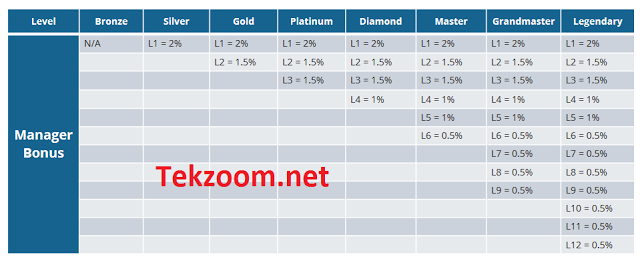 Level Bronze Silver Gold Platinum Diamond Master Grandmaster Legendary
Manager Bonus N/A L1 = 2% L1 = 2% L1 = 2% L1 = 2% L1 = 2% L1 = 2% L1 = 2%
L2 = 1.5% L2 = 1.5% L2 = 1.5% L2 = 1.5% L2 = 1.5% L2 = 1.5%
L3 = 1.5% L3 = 1.5% L3 = 1.5% L3 = 1.5% L3 = 1.5%
L4 = 1% L4 = 1% L4 = 1% L4 = 1%
L5 = 1% L5 = 1% L5 = 1%
L6 = 0.5% L6 = 0.5% L6 = 0.5%
L7 = 0.5% L7 = 0.5%
Tekzoom.net L8 = 0.5% L8 = 0.5%
L9 = 0.5% L9 = 0.5%
L10 = 0.5%
L11 = 0.5%
L12 = 0.5%